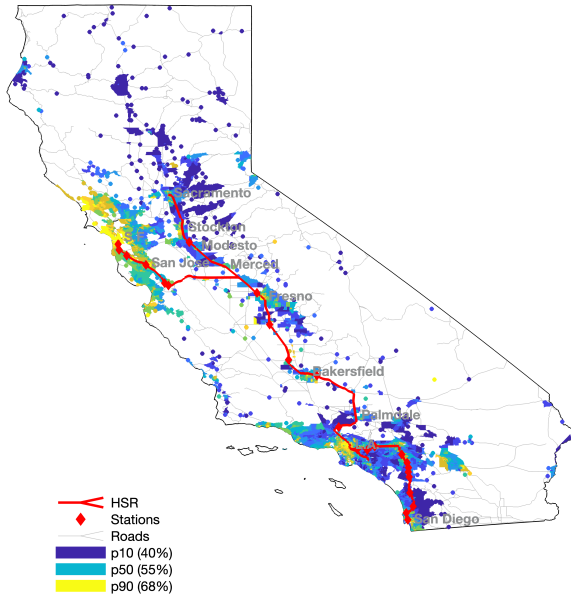 Sacramento
Stockton
Modesto
San Jose
Merced
Fresno
Bakersfield
Palmdale
San Diego
HSR
Stations
Roads
p10 (40%)
p50 (55%)
p90 (68%)